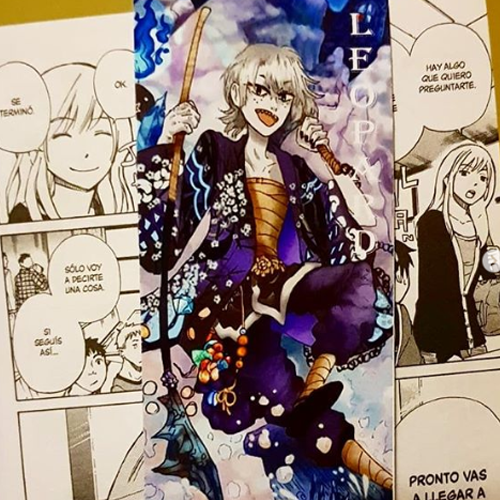 OK.
SE
TERMINÓ.
SÓLO VOY
A DECIRTE
UNA COSA.
SI
SEGUÍS
ASÍ...
LEOPARD
HAY ALGO
QUE QUIERO
PREGUNTARTE.
PRONTO VAS
A LLEGAR A